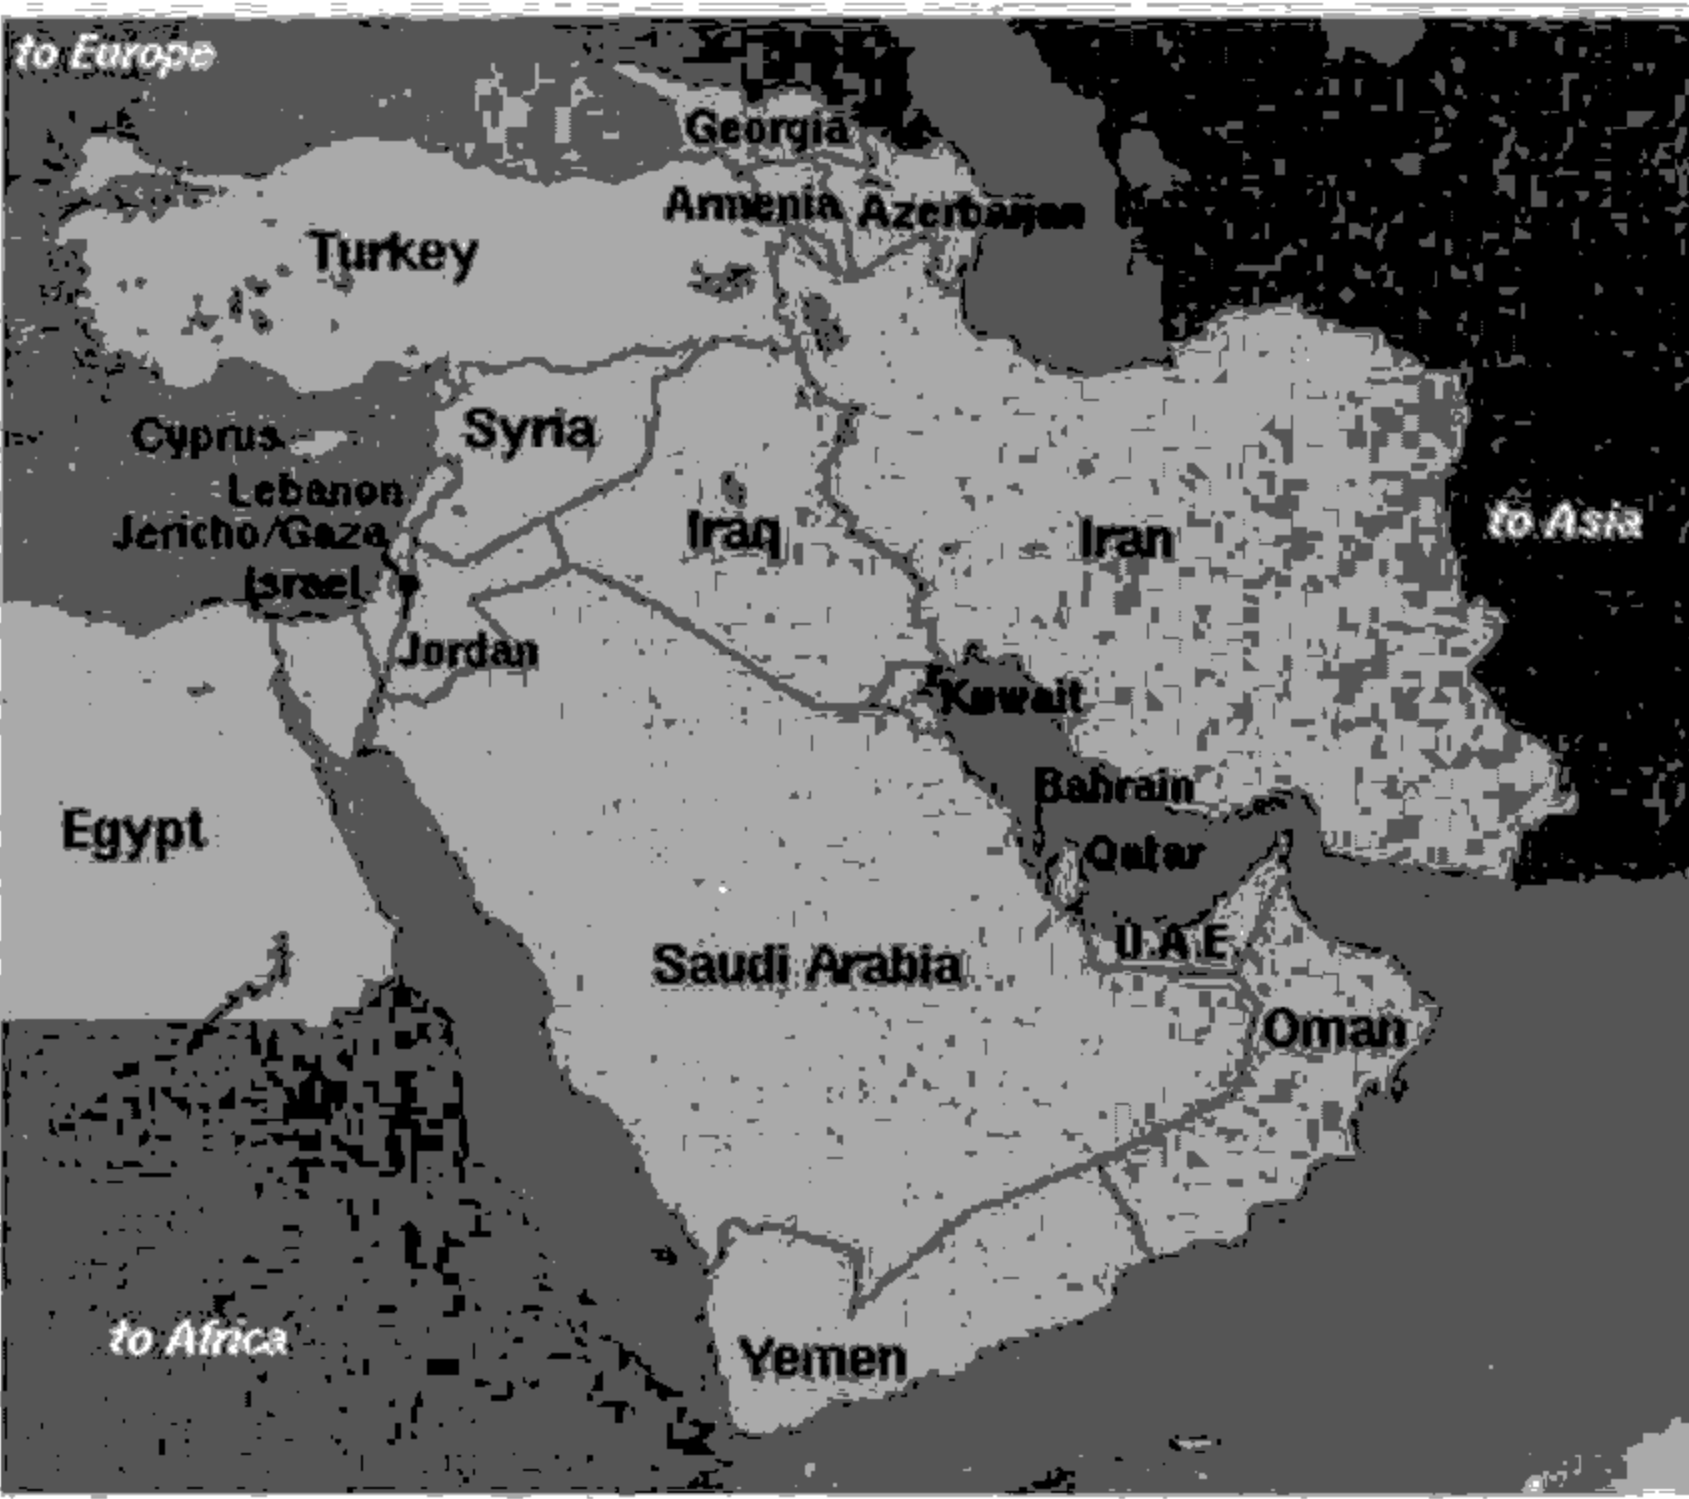 to Europe
Georgia
Armenia
Azerbaijan
Turkey
Syria
Cyprus
Lebanon
Jericho/Gaza
Israel
Iraq
Iran
to Asia
Jordan
Kuwait
Bahrain
Egypt
Qatar
U.A.E.
Saudi Arabia
Oman
to Africa
Yemen